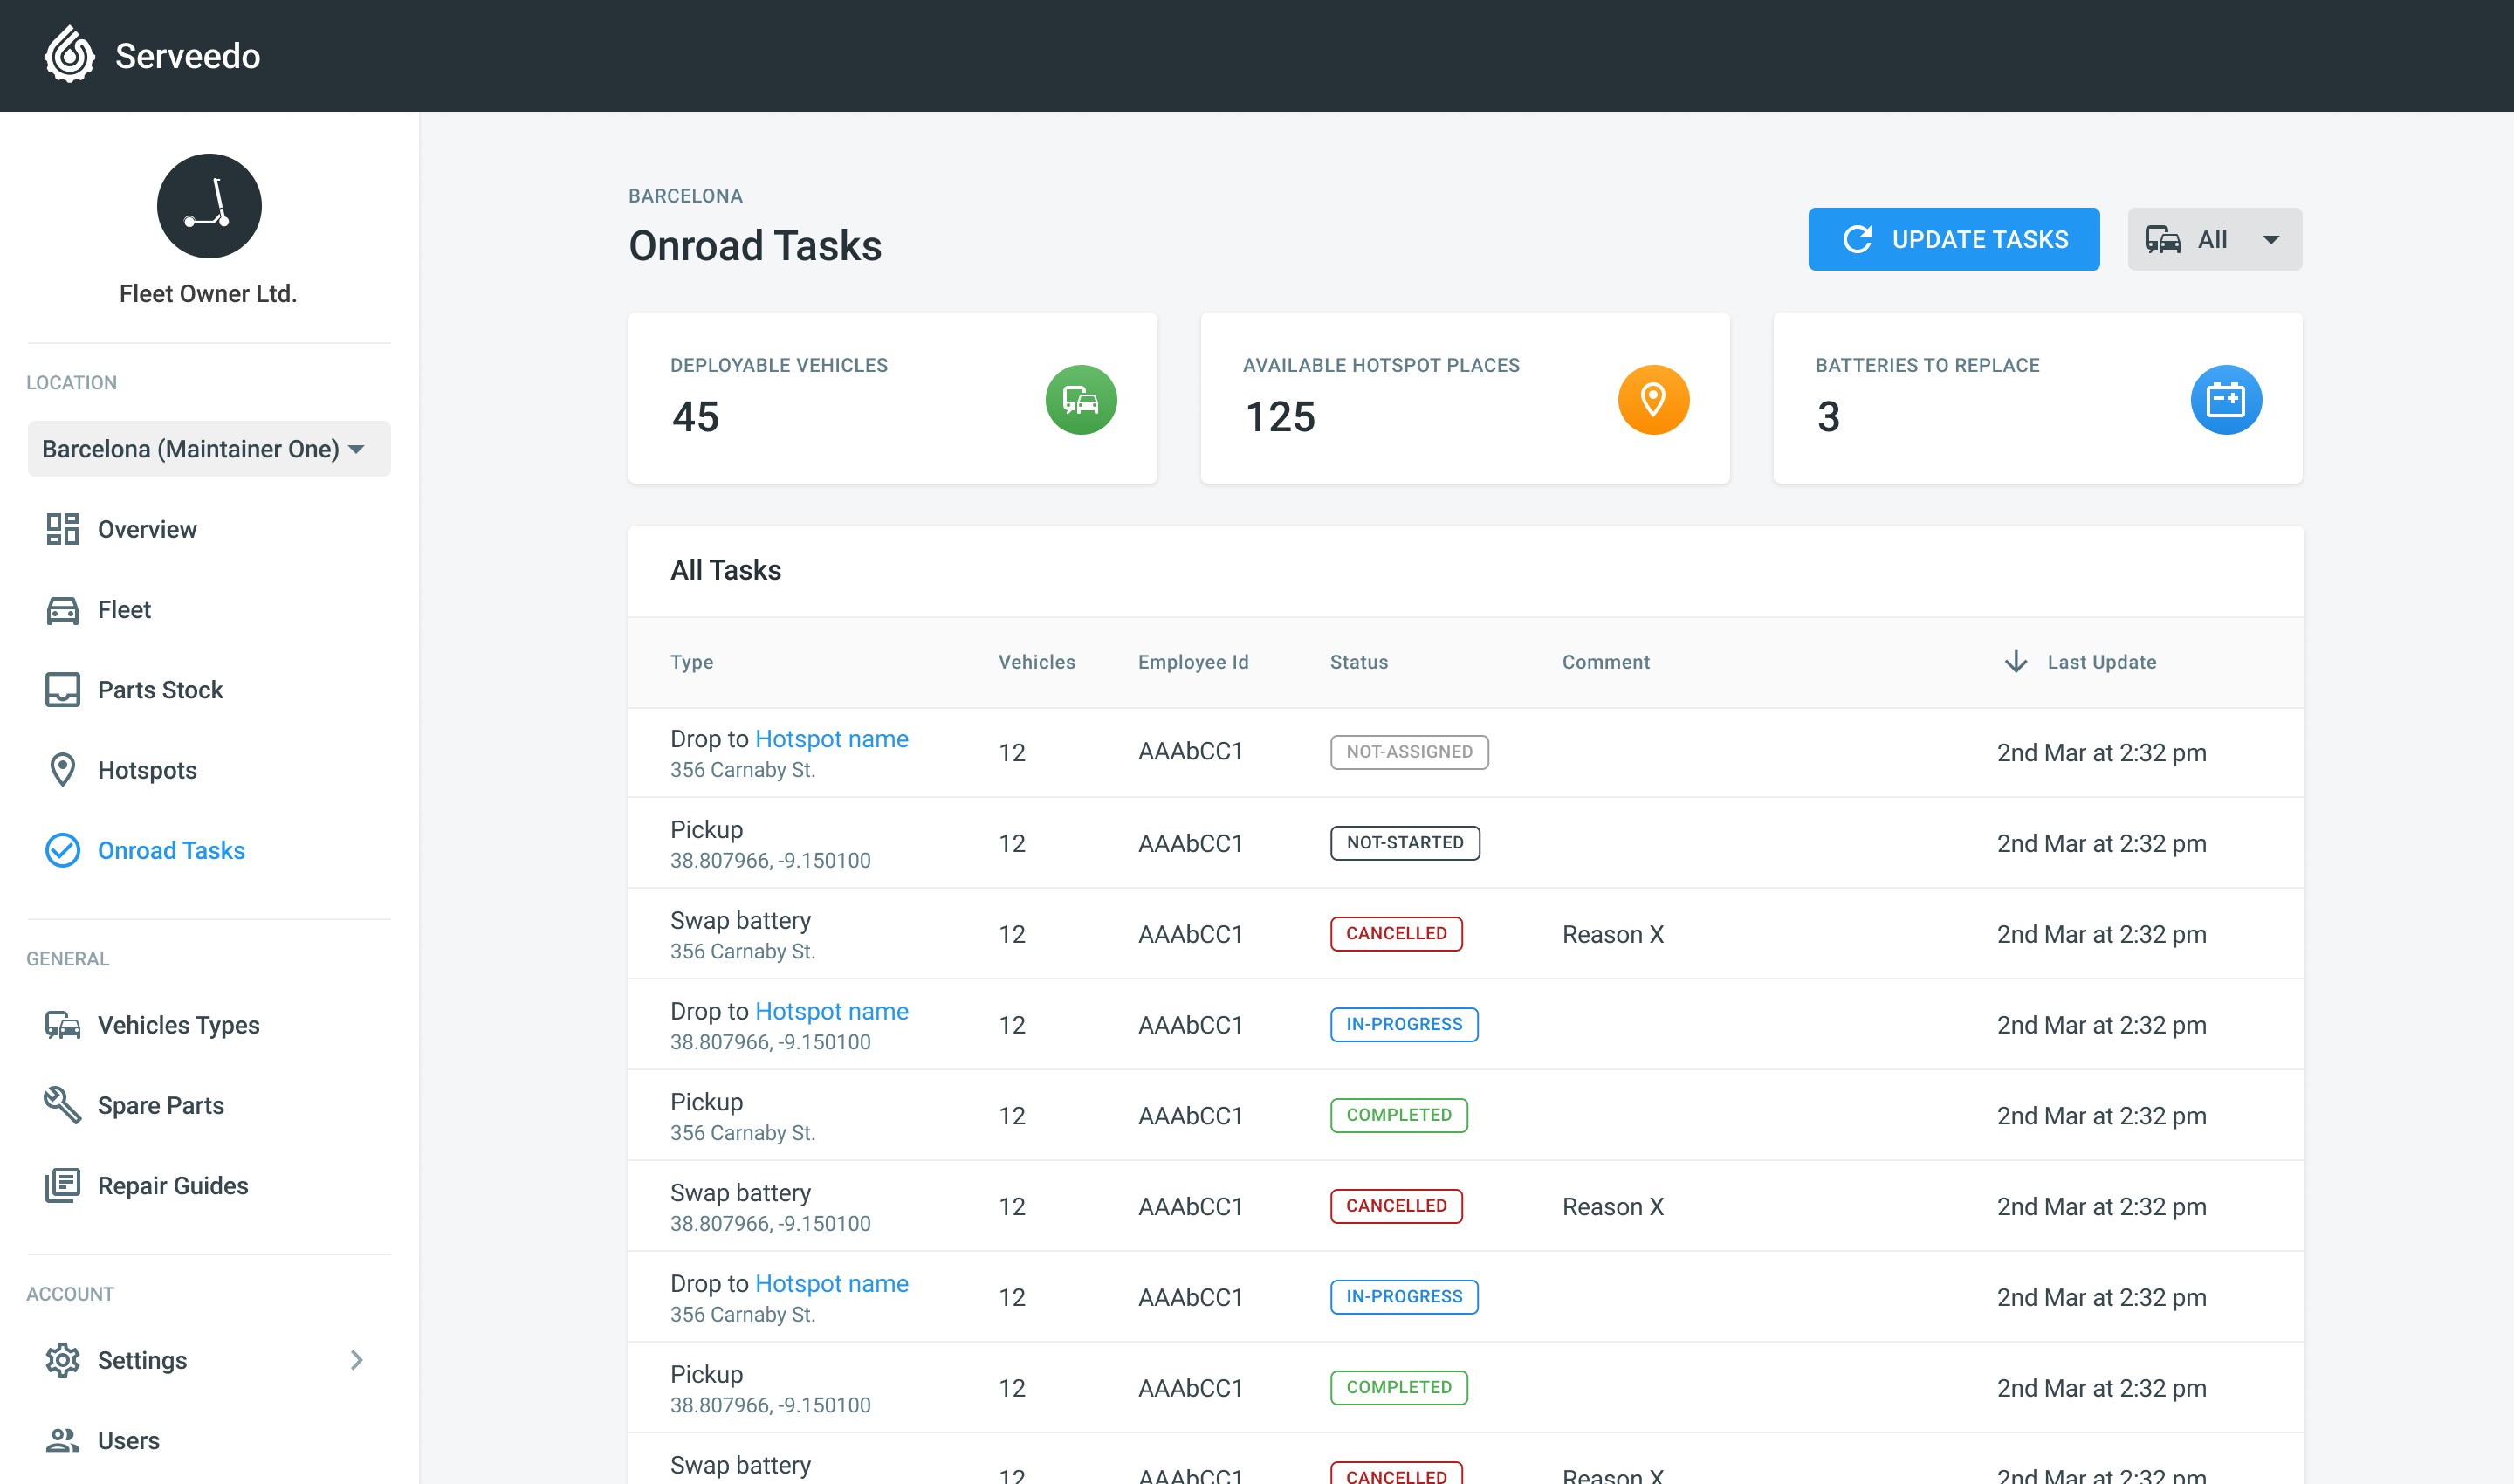 Serveedo
Fleet Owner Ltd.
LOCATION
Barcelona (Maintainer One)
Overview
Fleet
Parts Stock
Hotspots
Onroad Tasks
GENERAL
Vehicles Types
Spare Parts
Repair Guides
ACCOUNT
Settings
Users
BARCELONA
Onroad Tasks
UPDATE TASKS
All
DEPLOYABLE VEHICLES
45
AVAILABLE HOTSPOT PLACES
125
BATTERIES TO REPLACE
3
All Tasks
Type Vehicles Employee Id Status Comment Last Update
Drop to Hotspot name
356 Carnaby St.
12 AAAbCC1 NOT-ASSIGNED 2nd Mar at 2:32 pm
Pickup
38.807966, -9.150100
12 AAAbCC1 NOT-STARTED 2nd Mar at 2:32 pm
Swap battery
356 Carnaby St.
12 AAAbCC1 CANCELLED Reason X 2nd Mar at 2:32 pm
Drop to Hotspot name
38.807966, -9.150100
12 AAAbCC1 IN-PROGRESS 2nd Mar at 2:32 pm
Pickup
356 Carnaby St.
12 AAAbCC1 COMPLETED 2nd Mar at 2:32 pm
Swap battery
38.807966, -9.150100
12 AAAbCC1 CANCELLED Reason X 2nd Mar at 2:32 pm
Drop to Hotspot name
356 Carnaby St.
12 AAAbCC1 IN-PROGRESS 2nd Mar at 2:32 pm
Pickup
38.807966, -9.150100
12 AAAbCC1 COMPLETED 2nd Mar at 2:32 pm
Swap battery
12 AAAbCC1 CANCELLED Reason X 2nd Mar at 2:32 pm